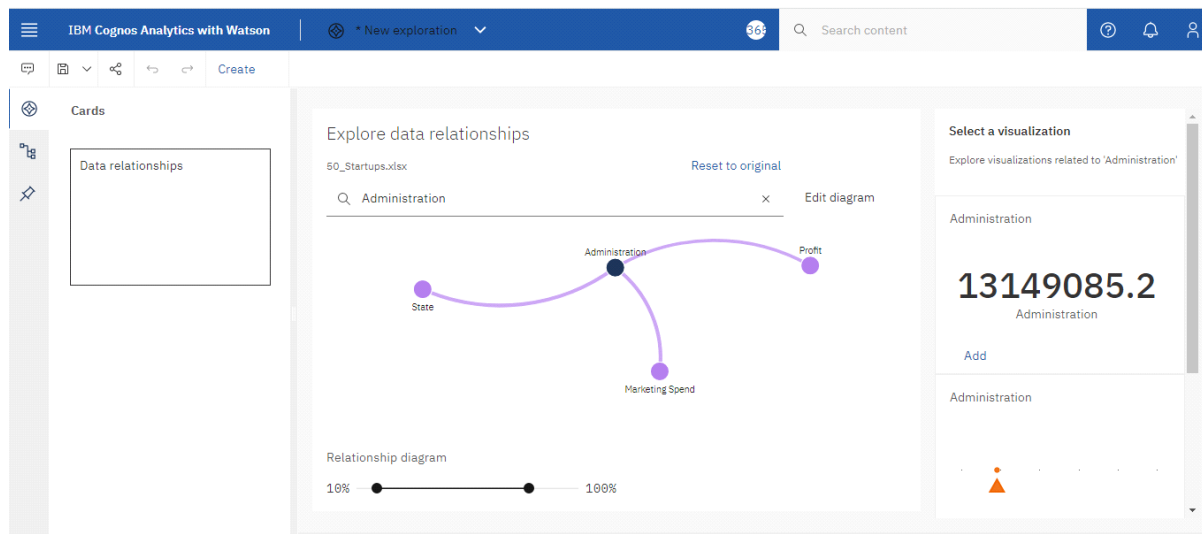 IBM Cognos Analytics with Watson
* New exploration
365
Search content
Create
Cards
Data relationships
Explore data relationships
50_Startups.xlsx
Reset to original
Administration
Edit diagram
Administration
Profit
State
Marketing Spend
Relationship diagram
10%
100%
Select a visualization
Explore visualizations related to 'Administration'
Administration
13149085.2
Administration
Add
Administration